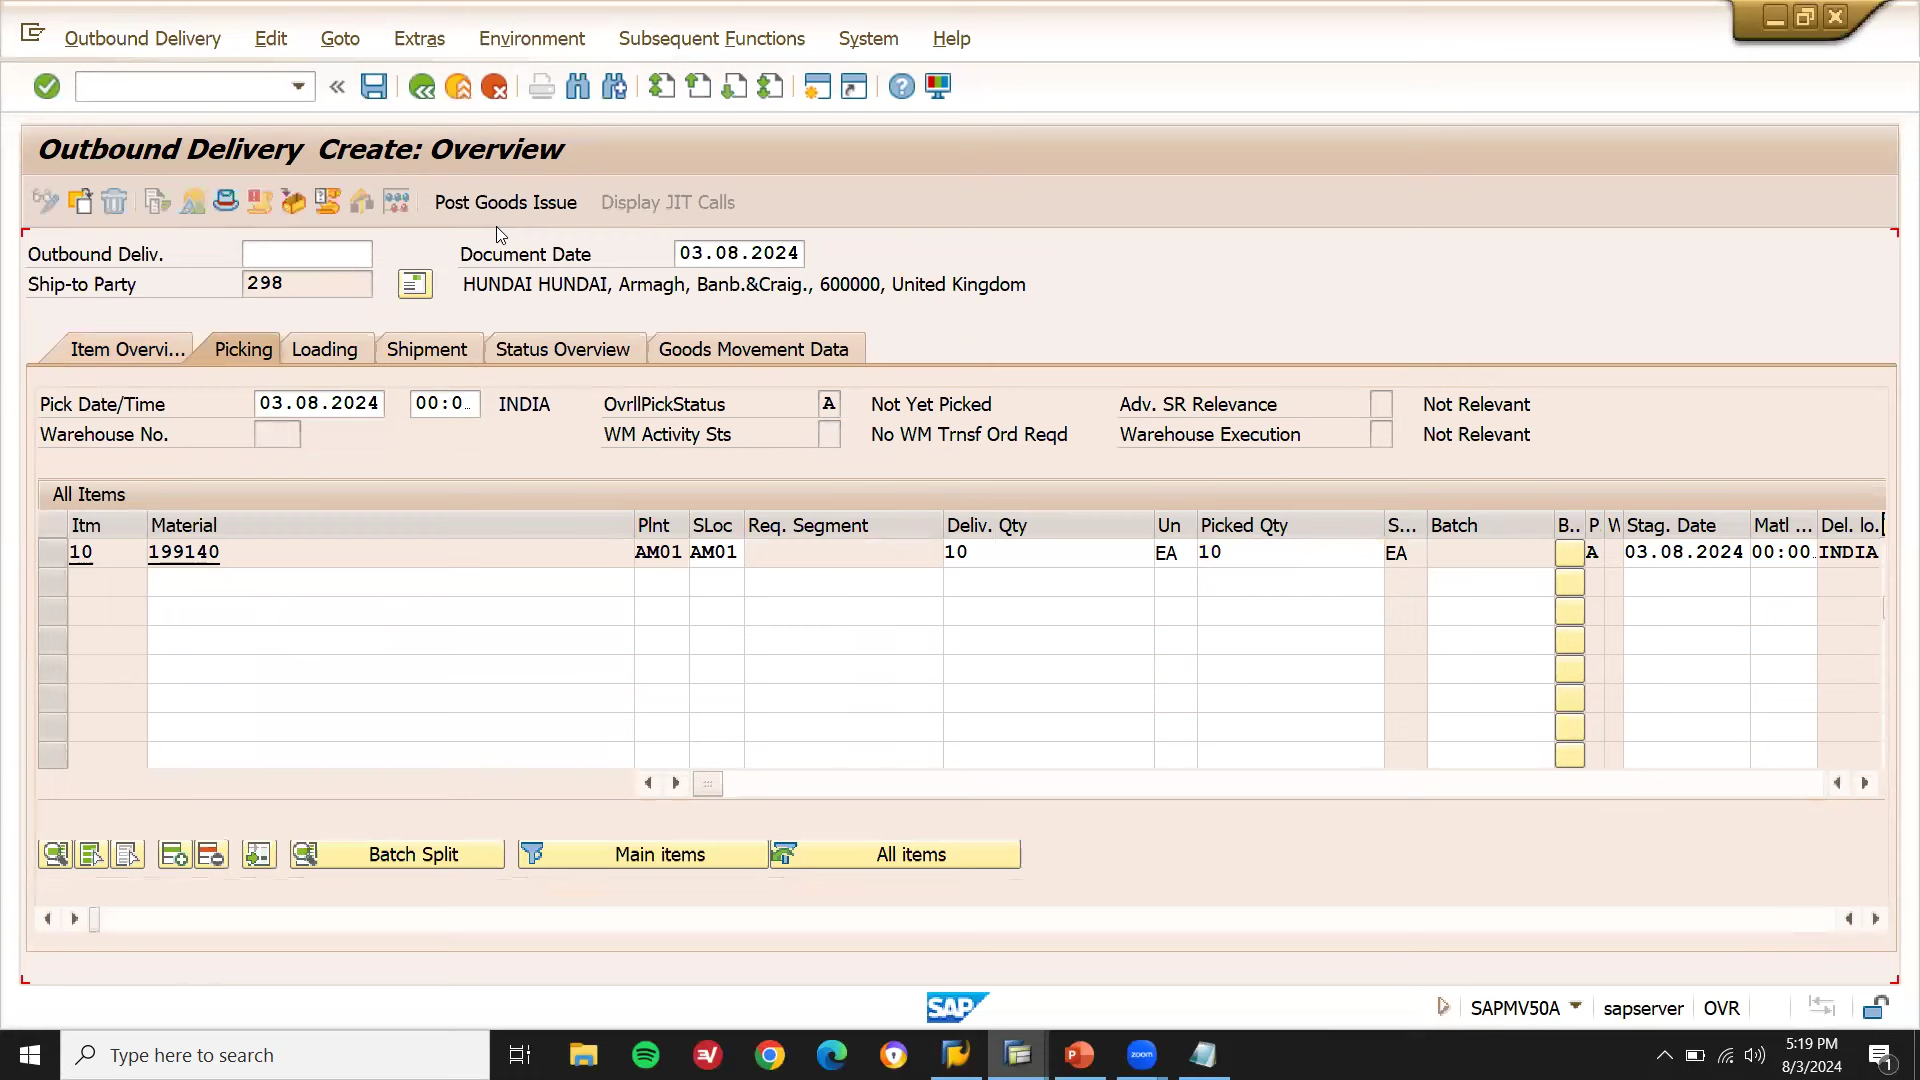 Outbound Delivery Edit Goto Extras Environment Subsequent Functions System Help
Outbound Delivery Create: Overview
Post Goods Issue Display JIT Calls
Outbound Deliv. Document Date 03.08.2024
Ship-to Party 298 HUNDAI HUNDAI, Armagh, Banb.&Craig., 600000, United Kingdom
Item Overvi... Picking Loading Shipment Status Overview Goods Movement Data
Pick Date/Time 03.08.2024 00:0.. INDIA OvrllPickStatus A Not Yet Picked Adv. SR Relevance Not Relevant
Warehouse No. WM Activity Sts No WM Trnsf Ord Reqd Warehouse Execution Not Relevant
All Items
Itm Material Plnt SLoc Req. Segment Deliv. Qty Un Picked Qty S... Batch B.. P W Stag. Date Matl ... Del. lo.
10 199140 AM01 AM01 10 EA 10 EA A 03.08.2024 00:00.. INDIA
Batch Split Main items All items
SAP SAPMV50A sapserver OVR
Type here to search zoom 5:19 PM
8/3/2024 1